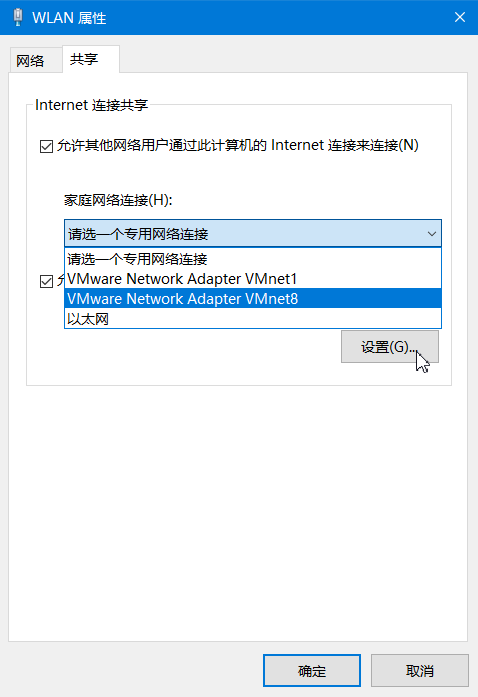 WLAN 属性
网络
共享
Internet 连接共享
允许其他网络用户通过此计算机的 Internet 连接来连接(N)
家庭网络连接(H):
请选一个专用网络连接
请选一个专用网络连接
VMware Network Adapter VMnet1
VMware Network Adapter VMnet8
以太网
设置(G)...
确定
取消